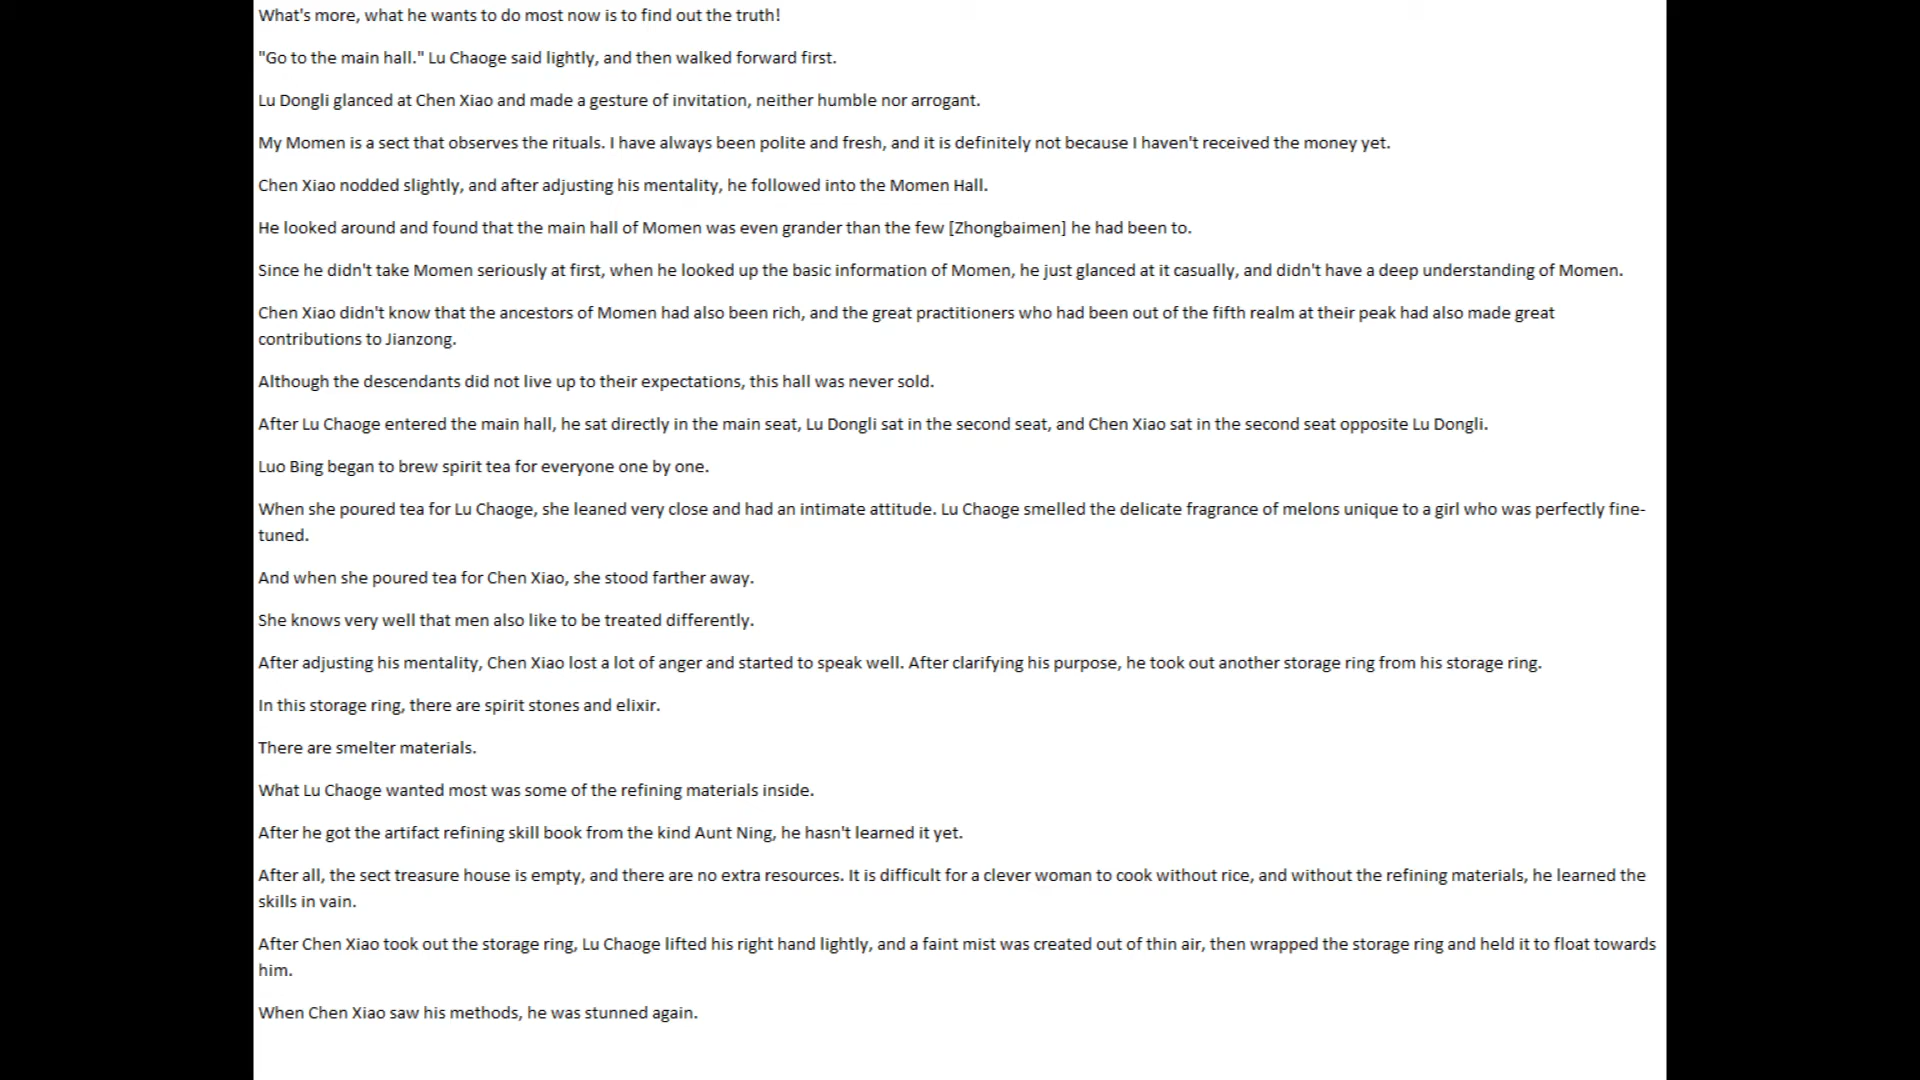 What's more, what he wants to do most now is to find out the truth!
"Go to the main hall." Lu Chaoge said lightly, and then walked forward first.
Lu Dongli glanced at Chen Xiao and made a gesture of invitation, neither humble nor arrogant.
My Momen is a sect that observes the rituals. I have always been polite and fresh, and it is definitely not because I haven't received the money yet.
Chen Xiao nodded slightly, and after adjusting his mentality, he followed into the Momen Hall.
He looked around and found that the main hall of Momen was even grander than the few [Zhongbaimen] he had been to.
Since he didn't take Momen seriously at first, when he looked up the basic information of Momen, he just glanced at it casually, and didn't have a deep understanding of Momen.
Chen Xiao didn't know that the ancestors of Momen had also been rich, and the great practitioners who had been out of the fifth realm at their peak had also made great
contributions to Jianzong.
Although the descendants did not live up to their expectations, this hall was never sold.
After Lu Chaoge entered the main hall, he sat directly in the main seat, Lu Dongli sat in the second seat, and Chen Xiao sat in the second seat opposite Lu Dongli.
Luo Bing began to brew spirit tea for everyone one by one.
When she poured tea for Lu Chaoge, she leaned very close and had an intimate attitude. Lu Chaoge smelled the delicate fragrance of melons unique to a girl who was perfectly fine-
tuned.
And when she poured tea for Chen Xiao, she stood farther away.
She knows very well that men also like to be treated differently.
After adjusting his mentality, Chen Xiao lost a lot of anger and started to speak well. After clarifying his purpose, he took out another storage ring from his storage ring.
In this storage ring, there are spirit stones and elixir.
There are smelter materials.
What Lu Chaoge wanted most was some of the refining materials inside.
After he got the artifact refining skill book from the kind Aunt Ning, he hasn't learned it yet.
After all, the sect treasure house is empty, and there are no extra resources. It is difficult for a clever woman to cook without rice, and without the refining materials, he learned the
skills in vain.
After Chen Xiao took out the storage ring, Lu Chaoge lifted his right hand lightly, and a faint mist was created out of thin air, then wrapped the storage ring and held it to float towards
him.
When Chen Xiao saw his methods, he was stunned again.